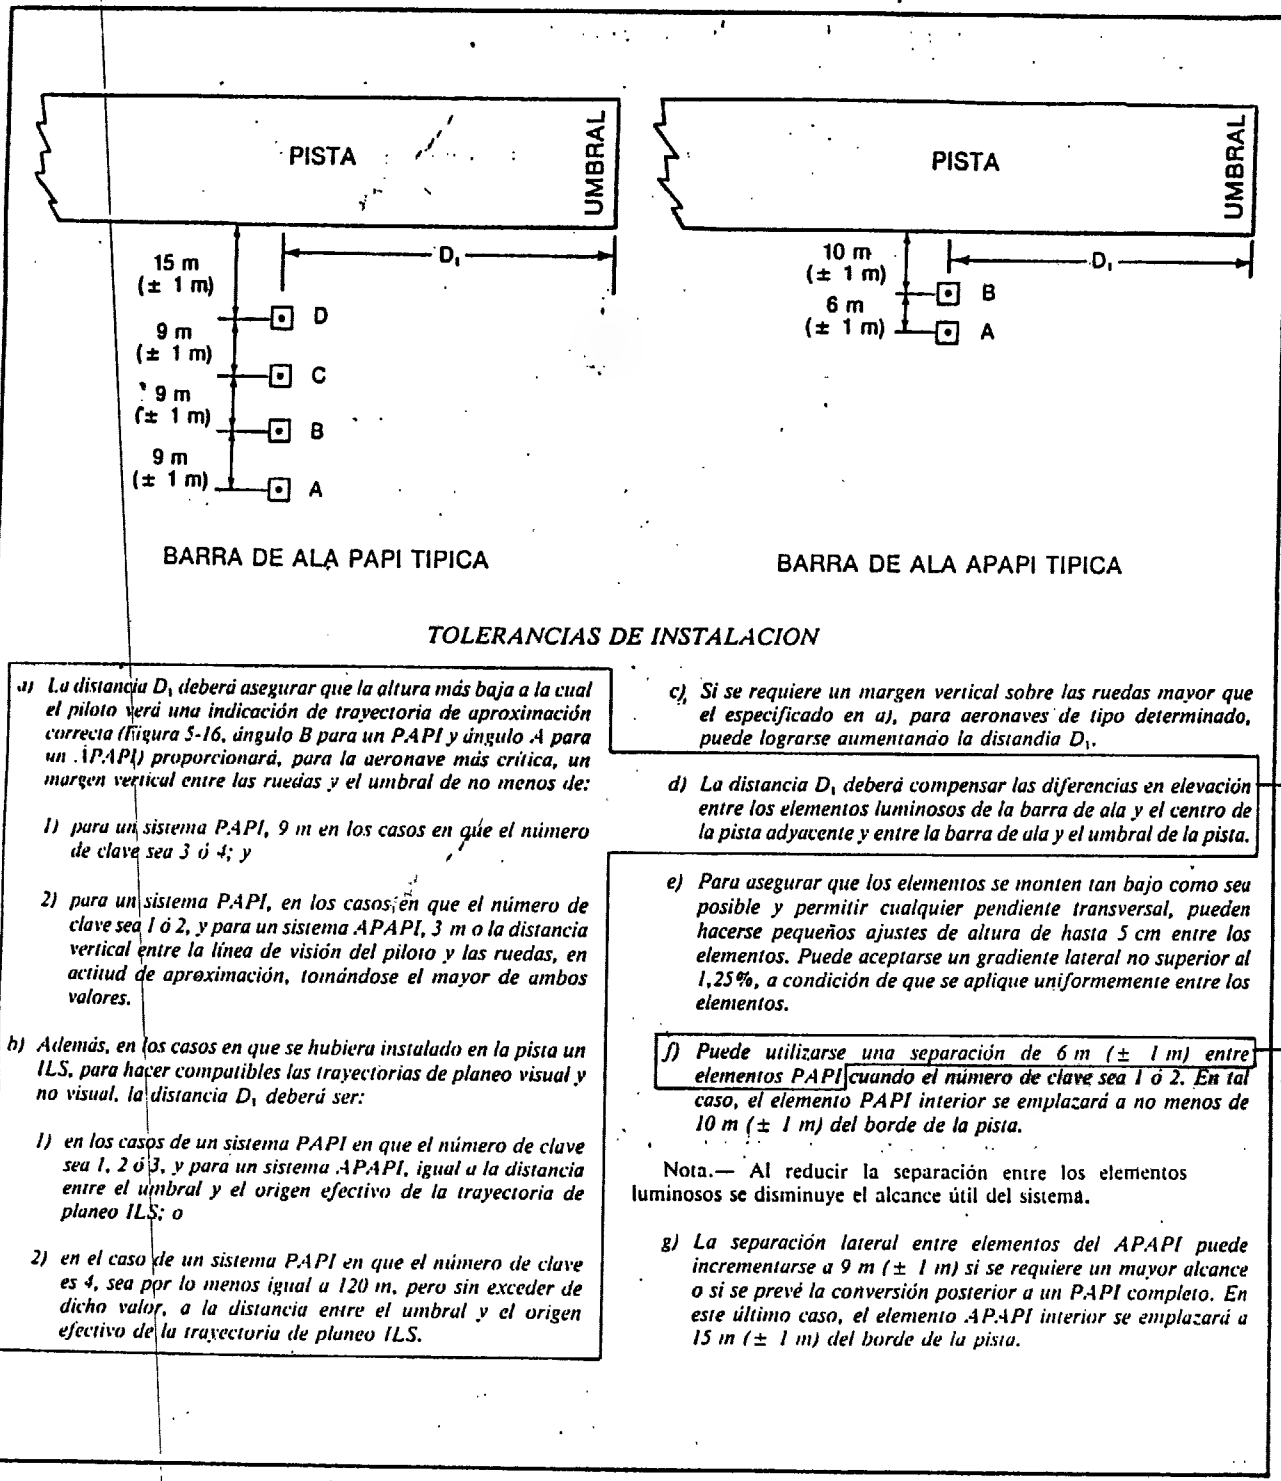 PISTA
UMBRAL
D₁
15 m
(± 1 m)
D
9 m
(± 1 m)
C
9 m
(± 1 m)
B
9 m
(± 1 m)
A
BARRA DE ALA PAPI TIPICA
PISTA
UMBRAL
D₁
10 m
(± 1 m)
B
6 m
(± 1 m)
A
BARRA DE ALA APAPI TIPICA
TOLERANCIAS DE INSTALACION
a) La distancia D₁ deberá asegurar que la altura más baja a la cual
el piloto verá una indicación de trayectoria de aproximación
correcta (Figura 5-16, ángulo B para un PAPI y ángulo A para
un APAPI) proporcionará, para la aeronave más crítica, un
margen vertical entre las ruedas y el umbral de no menos de:
1) para un sistema PAPI, 9 m en los casos en que el número
de clave sea 3 ó 4; y
2) para un sistema PAPI, en los casos en que el número de
clave sea 1 ó 2, y para un sistema APAPI, 3 m o la distancia
vertical entre la línea de visión del piloto y las ruedas, en
actitud de aproximación, tomándose el mayor de ambos
valores.
b) Además, en los casos en que se hubiera instalado en la pista un
ILS, para hacer compatibles las trayectorias de planeo visual y
no visual, la distancia D₁ deberá ser:
1) en los casos de un sistema PAPI en que el número de clave
sea 1, 2 ó 3, y para un sistema APAPI, igual a la distancia
entre el umbral y el origen efectivo de la trayectoria de
planeo ILS; o
2) en el caso de un sistema PAPI en que el número de clave
es 4, sea por lo menos igual a 120 m, pero sin exceder de
dicho valor, a la distancia entre el umbral y el origen
efectivo de la trayectoria de planeo ILS.
c) Si se requiere un margen vertical sobre las ruedas mayor que
el especificado en a), para aeronaves de tipo determinado,
puede lograrse aumentando la distandia D₁.
d) La distancia D₁ deberá compensar las diferencias en elevación
entre los elementos luminosos de la barra de ala y el centro de
la pista adyacente y entre la barra de ala y el umbral de la pista.
e) Para asegurar que los elementos se monten tan bajo como sea
posible y permitir cualquier pendiente transversal, pueden
hacerse pequeños ajustes de altura de hasta 5 cm entre los
elementos. Puede aceptarse un gradiente lateral no superior al
1,25%, a condición de que se aplique uniformemente entre los
elementos.
f) Puede utilizarse una separación de 6 m (± 1 m) entre
elementos PAPI cuando el número de clave sea 1 ó 2. En tal
caso, el elemento PAPI interior se emplazará a no menos de
10 m (± 1 m) del borde de la pista.
Nota.— Al reducir la separación entre los elementos
luminosos se disminuye el alcance útil del sistema.
g) La separación lateral entre elementos del APAPI puede
incrementarse a 9 m (± 1 m) si se requiere un mayor alcance
o si se prevé la conversión posterior a un PAPI completo. En
este último caso, el elemento APAPI interior se emplazará a
15 m (± 1 m) del borde de la pista.